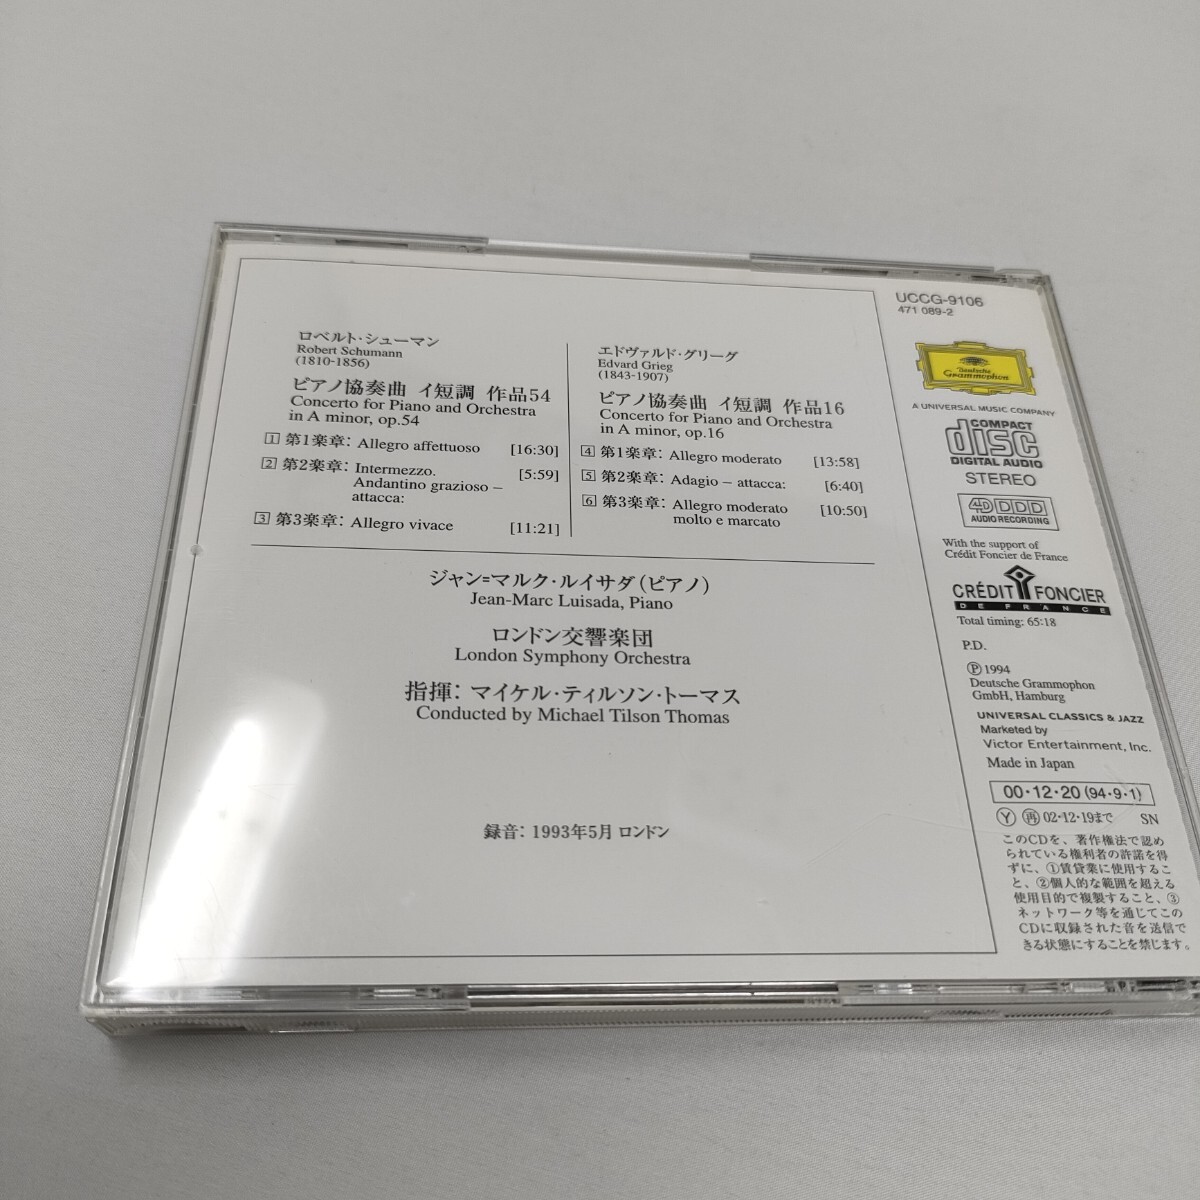 ロベルト・シューマン
Robert Schumann
(1810-1856)
ピアノ協奏曲 イ短調 作品54
Concerto for Piano and Orchestra
in A minor, op.54
1 第1楽章: Allegro affettuoso [16:30]
2 第2楽章: Intermezzo. [5:59]
Andantino grazioso –
attacca:
3 第3楽章: Allegro vivace [11:21]
エドヴァルド・グリーグ
Edvard Grieg
(1843-1907)
ピアノ協奏曲 イ短調 作品16
Concerto for Piano and Orchestra
in A minor, op.16
4 第1楽章: Allegro moderato [13:58]
5 第2楽章: Adagio – attacca: [6:40]
6 第3楽章: Allegro moderato [10:50]
molto e marcato
ジャン=マルク・ルイサダ(ピアノ)
Jean-Marc Luisada, Piano
ロンドン交響楽団
London Symphony Orchestra
指揮: マイケル・ティルソン・トーマス
Conducted by Michael Tilson Thomas
録音: 1993年5月 ロンドン
UCCG-9106
471 089-2
Deutsche
Grammophon
A UNIVERSAL MUSIC COMPANY
COMPACT
disc
DIGITAL AUDIO
STEREO
4D DDD
AUDIO RECORDING
With the support of
Crédit Foncier de France
CRÉDIT FONCIER
DE FRANCE
Total timing: 65:18
P.D.
Ⓟ 1994
Deutsche Grammophon
GmbH, Hamburg
UNIVERSAL CLASSICS & JAZZ
Marketed by
Victor Entertainment, Inc.
Made in Japan
00・12・20 (94・9・1)
Ⓨ 再 02・12・19まで SN
このCDを、著作権法で認め
られている権利者の許諾を得
ずに、①賃貸業に使用するこ
と、②個人的な範囲を超える
使用目的で複製すること、③
ネットワーク等を通じてこの
CDに収録された音を送信で
きる状態にすることを禁じます。